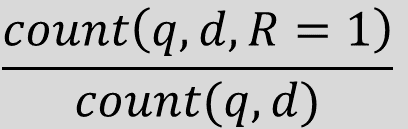 count(q, d, R = 1)
count(q, d)